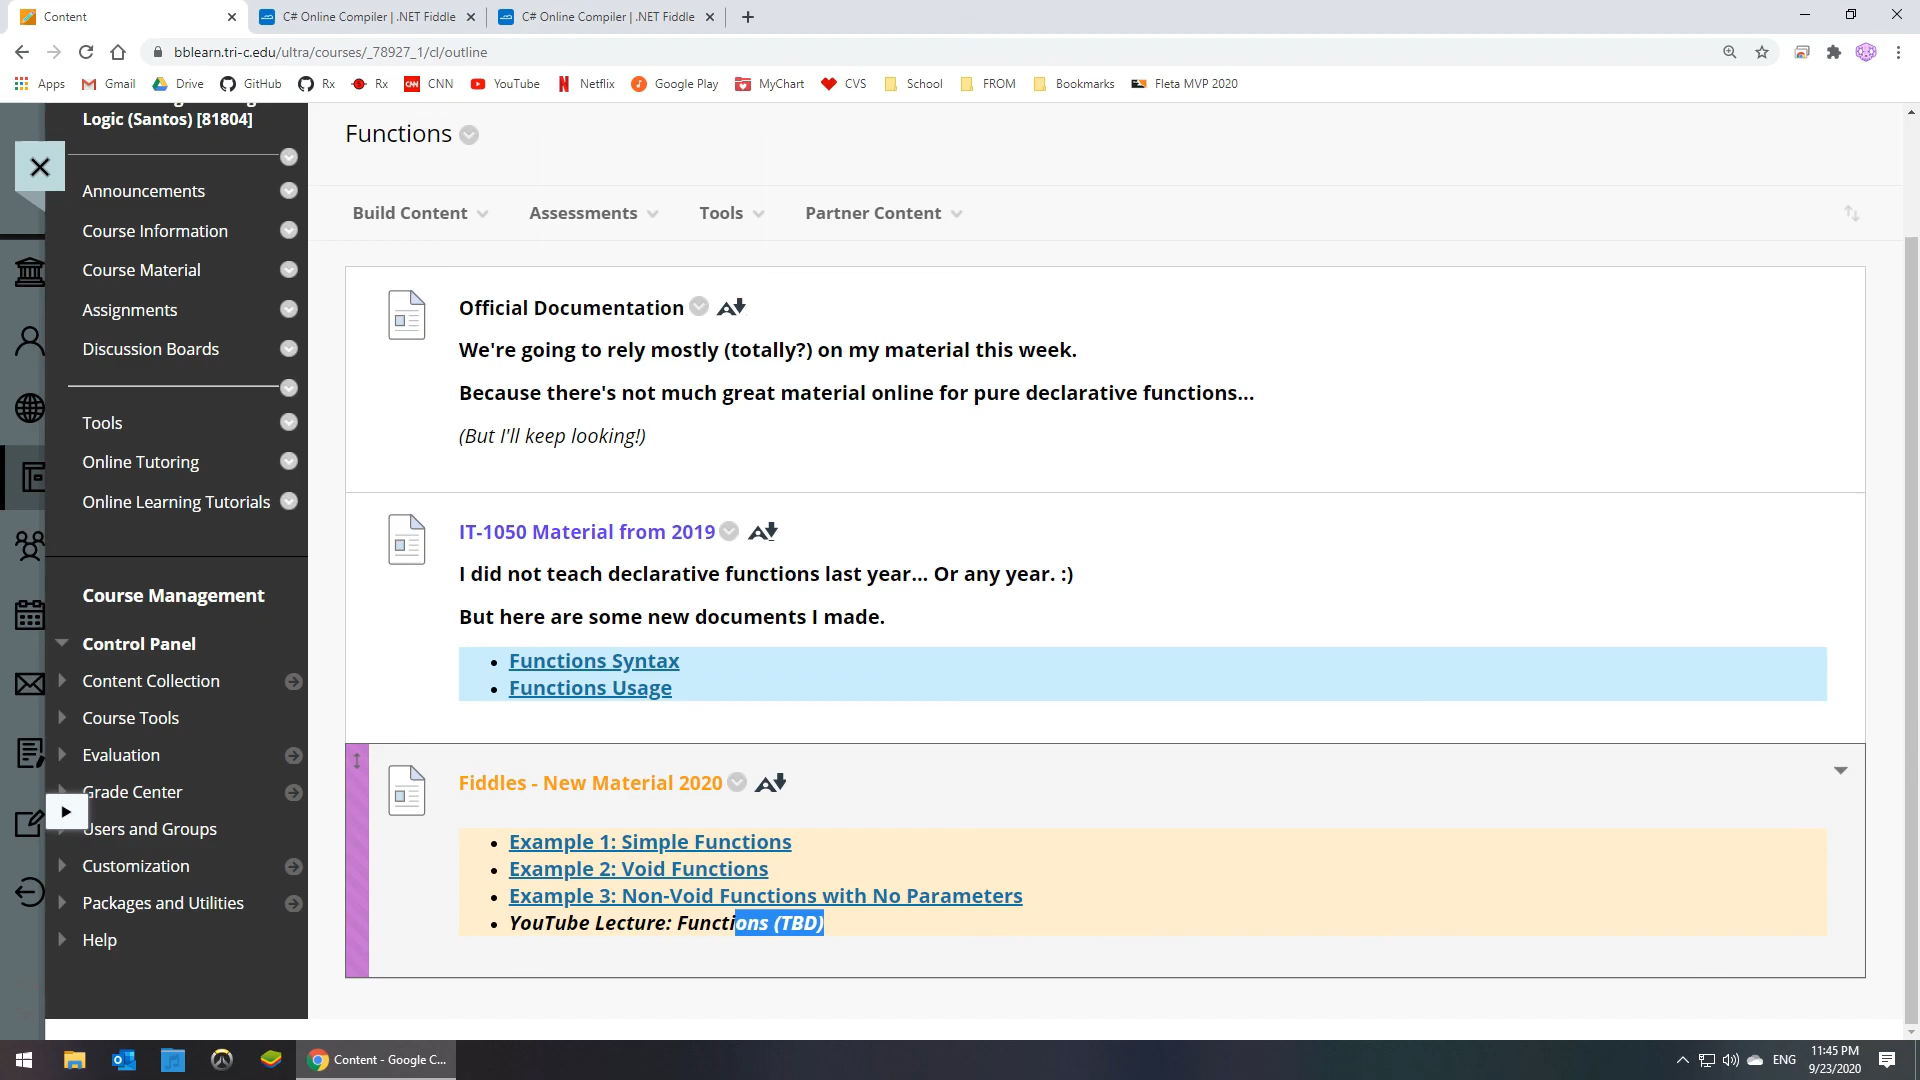 Content
C# Online Compiler | .NET Fiddle
C# Online Compiler | .NET Fiddle
bblearn.tri-c.edu/ultra/courses/_78927_1/cl/outline
Apps
Gmail
Drive
GitHub
Rx
Rx
CNN
YouTube
Netflix
Google Play
MyChart
CVS
School
FROM
Bookmarks
Fleta MVP 2020
Logic (Santos) [81804]
Announcements
Course Information
Course Material
Assignments
Discussion Boards
Tools
Online Tutoring
Online Learning Tutorials
Course Management
Control Panel
Content Collection
Course Tools
Evaluation
Grade Center
Users and Groups
Customization
Packages and Utilities
Help
Functions
Build Content
Assessments
Tools
Partner Content
Official Documentation
We're going to rely mostly (totally?) on my material this week.
Because there's not much great material online for pure declarative functions...
(But I'll keep looking!)
IT-1050 Material from 2019
I did not teach declarative functions last year... Or any year. :)
But here are some new documents I made.
Functions Syntax
Functions Usage
Fiddles - New Material 2020
Example 1: Simple Functions
Example 2: Void Functions
Example 3: Non-Void Functions with No Parameters
YouTube Lecture: Functions (TBD)
Content - Google C...
ENG
11:45 PM
9/23/2020